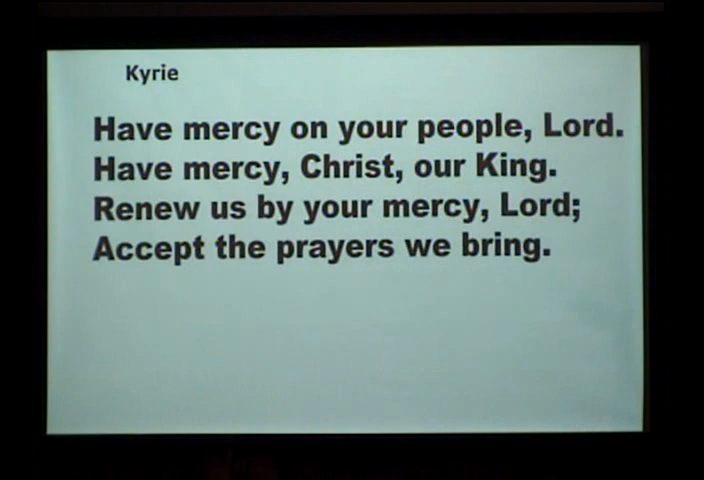 Kyrie
Have mercy on your people, Lord.
Have mercy, Christ, our King.
Renew us by your mercy, Lord;
Accept the prayers we bring.